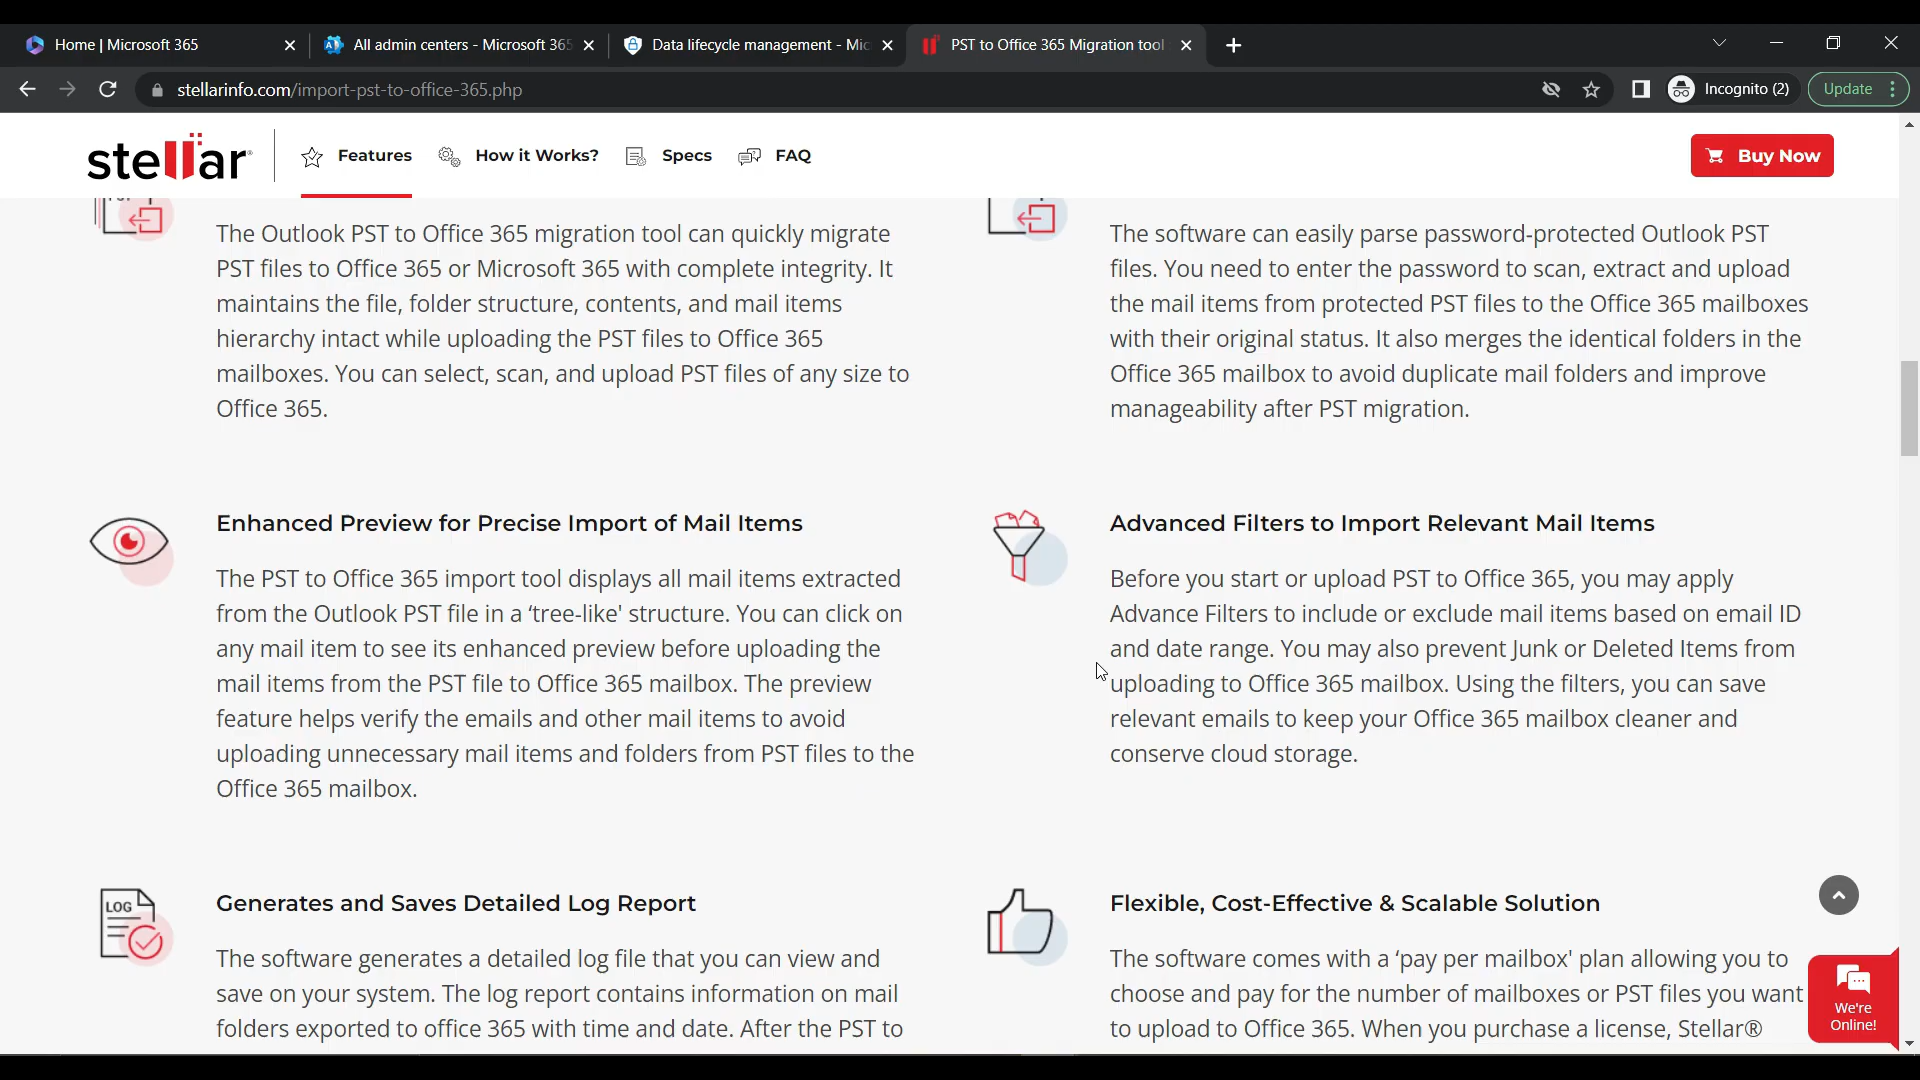 Home | Microsoft 365
All admin centers - Microsoft 365
Data lifecycle management - Mic
PST to Office 365 Migration tool
stellarinfo.com/import-pst-to-office-365.php
Incognito (2)
Update
stellar
Features
How it Works?
Specs
FAQ
Buy Now
The Outlook PST to Office 365 migration tool can quickly migrate
PST files to Office 365 or Microsoft 365 with complete integrity. It
maintains the file, folder structure, contents, and mail items
hierarchy intact while uploading the PST files to Office 365
mailboxes. You can select, scan, and upload PST files of any size to
Office 365.
The software can easily parse password-protected Outlook PST
files. You need to enter the password to scan, extract and upload
the mail items from protected PST files to the Office 365 mailboxes
with their original status. It also merges the identical folders in the
Office 365 mailbox to avoid duplicate mail folders and improve
manageability after PST migration.
Enhanced Preview for Precise Import of Mail Items
The PST to Office 365 import tool displays all mail items extracted
from the Outlook PST file in a ‘tree-like' structure. You can click on
any mail item to see its enhanced preview before uploading the
mail items from the PST file to Office 365 mailbox. The preview
feature helps verify the emails and other mail items to avoid
uploading unnecessary mail items and folders from PST files to the
Office 365 mailbox.
Advanced Filters to Import Relevant Mail Items
Before you start or upload PST to Office 365, you may apply
Advance Filters to include or exclude mail items based on email ID
and date range. You may also prevent Junk or Deleted Items from
uploading to Office 365 mailbox. Using the filters, you can save
relevant emails to keep your Office 365 mailbox cleaner and
conserve cloud storage.
LOG
Generates and Saves Detailed Log Report
The software generates a detailed log file that you can view and
save on your system. The log report contains information on mail
folders exported to office 365 with time and date. After the PST to
Flexible, Cost-Effective & Scalable Solution
The software comes with a ‘pay per mailbox' plan allowing you to
choose and pay for the number of mailboxes or PST files you want
to upload to Office 365. When you purchase a license, Stellar®
We're
Online!